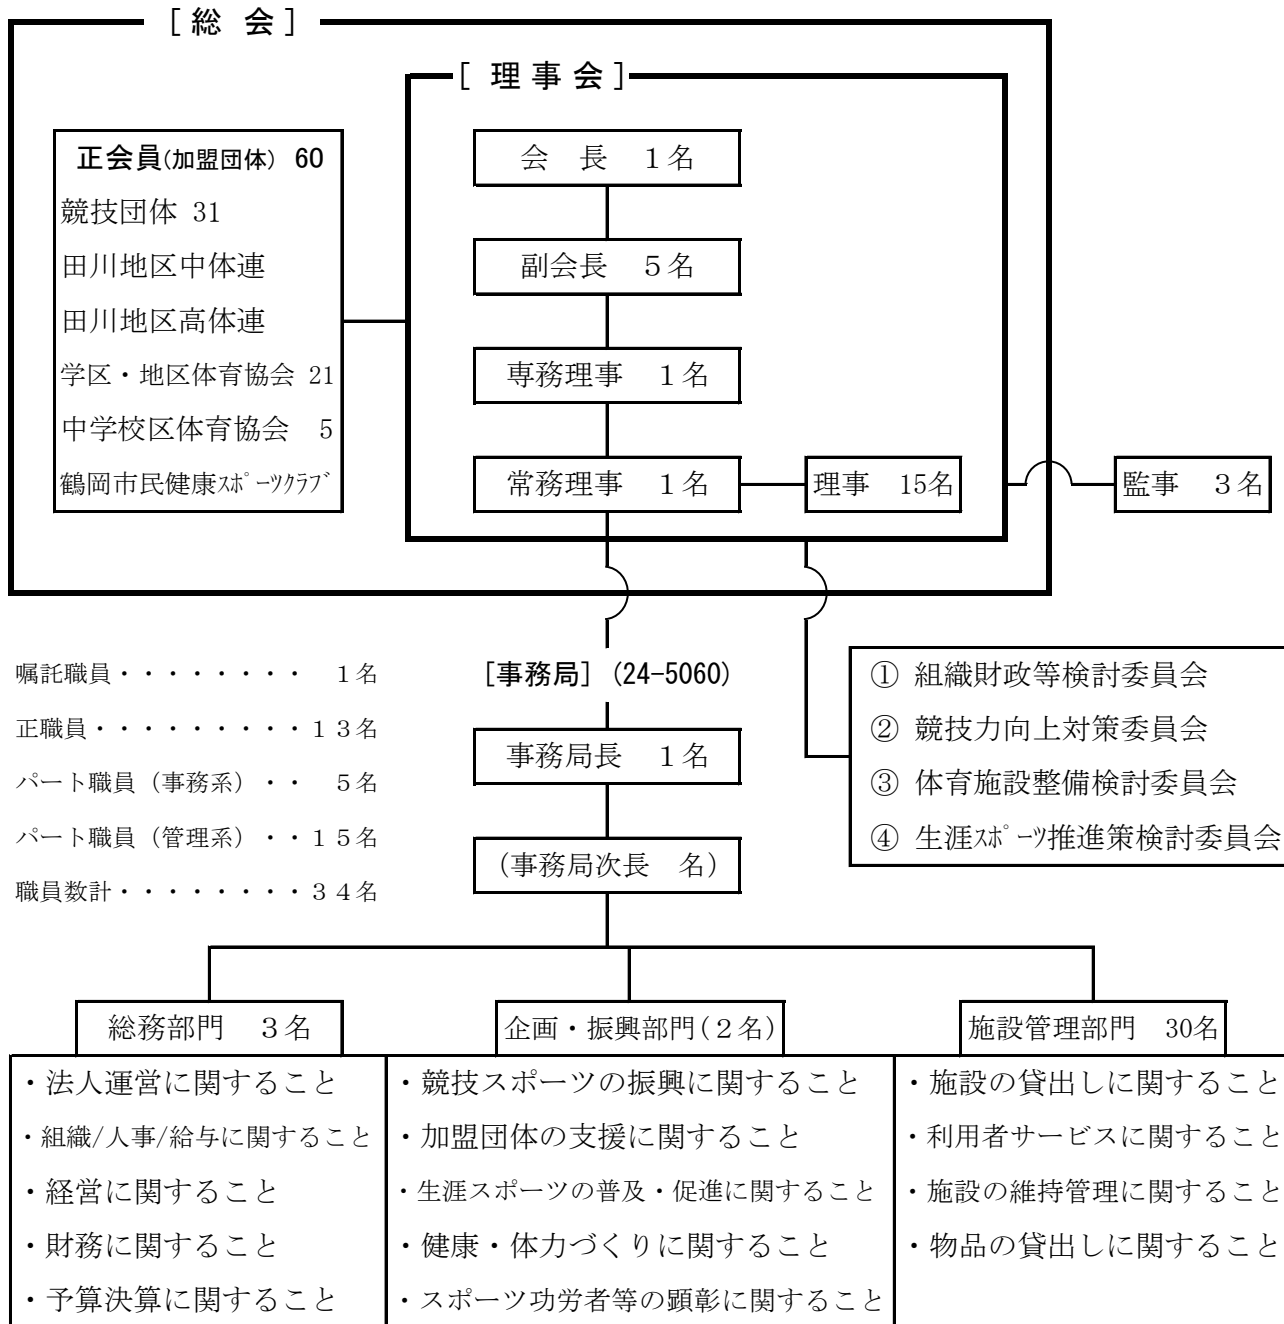 [ 総 会 ]
[ 理 事 会 ]
正会員(加盟団体) 60
競技団体 31
田川地区中体連
田川地区高体連
学区・地区体育協会 21
中学校区体育協会 5
鶴岡市民健康ｽﾎﾟｰﾂｸﾗﾌﾞ
会 長 １名
副会長 ５名
専務理事 １名
常務理事 １名
理事 15名
監事 ３名
嘱託職員・・・・・・・・ １名
正職員・・・・・・・・・１３名
パート職員（事務系）・・ ５名
パート職員（管理系）・・１５名
職員数計・・・・・・・・３４名
[事務局] (24-5060)
事務局長 １名
(事務局次長 名)
① 組織財政等検討委員会
② 競技力向上対策委員会
③ 体育施設整備検討委員会
④ 生涯ｽﾎﾟｰﾂ推進策検討委員会
総務部門 ３名
・法人運営に関すること
・組織/人事/給与に関すること
・経営に関すること
・財務に関すること
・予算決算に関すること
企画・振興部門(２名)
・競技スポーツの振興に関すること
・加盟団体の支援に関すること
・生涯スポーツの普及・促進に関すること
・健康・体力づくりに関すること
・スポーツ功労者等の顕彰に関すること
施設管理部門 30名
・施設の貸出しに関すること
・利用者サービスに関すること
・施設の維持管理に関すること
・物品の貸出しに関すること